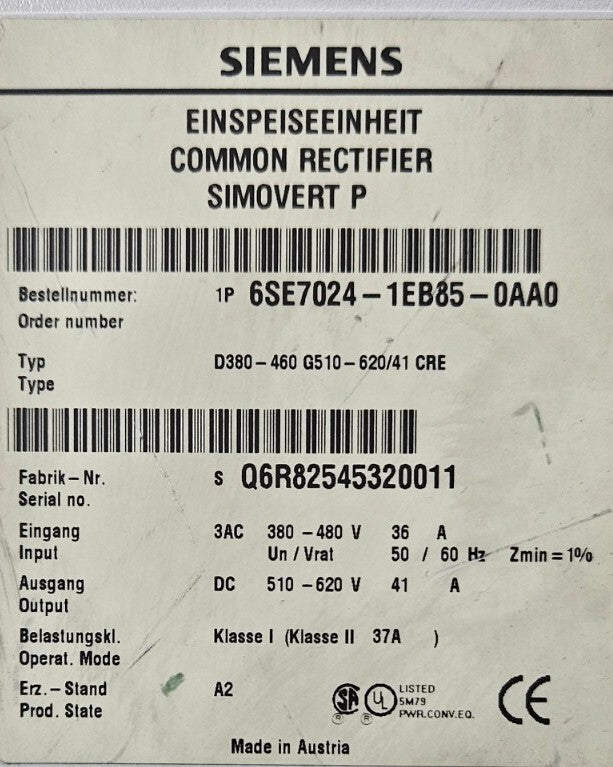 SIEMENS
EINSPEISEEINHEIT
COMMON RECTIFIER
SIMOVERT P
Bestellnummer: 1P 6SE7024-1EB85-0AA0
Order number
Typ D380-460 G510-620/41 CRE
Type
Fabrik-Nr. S Q6R82545320011
Serial no.
Eingang 3AC 380-480 V 36 A
Input Un / Vrat 50 / 60 Hz Zmin=1%
Ausgang DC 510-620 V 41 A
Output
Belastungskl. Klasse I (Klasse II 37A )
Operat. Mode
Erz.-Stand A2
Prod. State
SA ® UL ® LISTED
5M79
PWR.CONV.EQ.
CE
Made in Austria